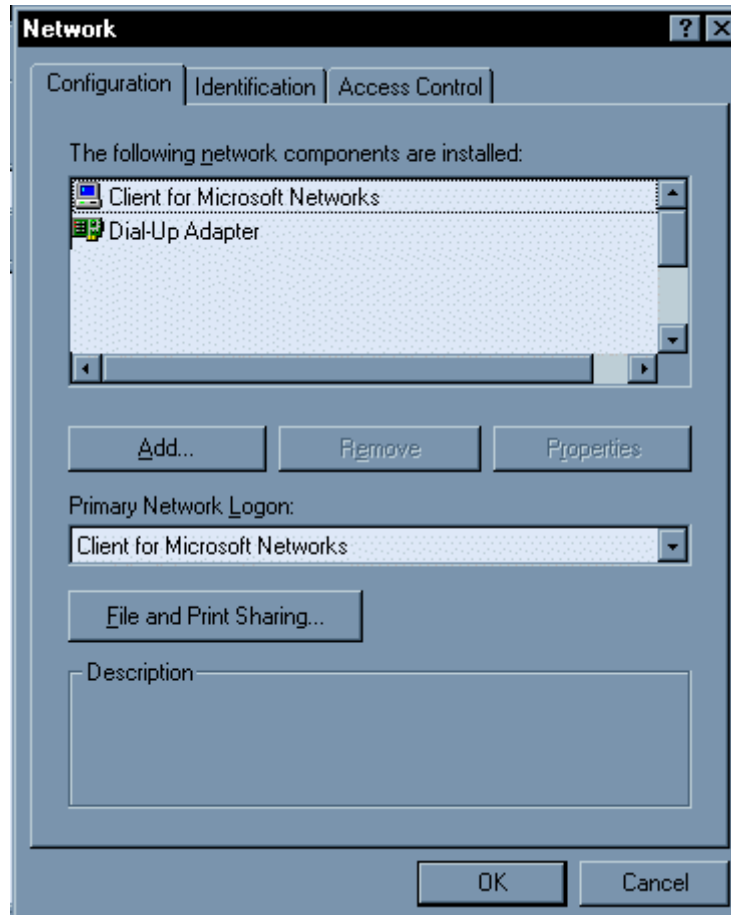 Network
Configuration Identification Access Control
The following network components are installed:
Client for Microsoft Networks
Dial-Up Adapter
Add... Remove Properties
Primary Network Logon:
Client for Microsoft Networks
File and Print Sharing...
Description
OK Cancel